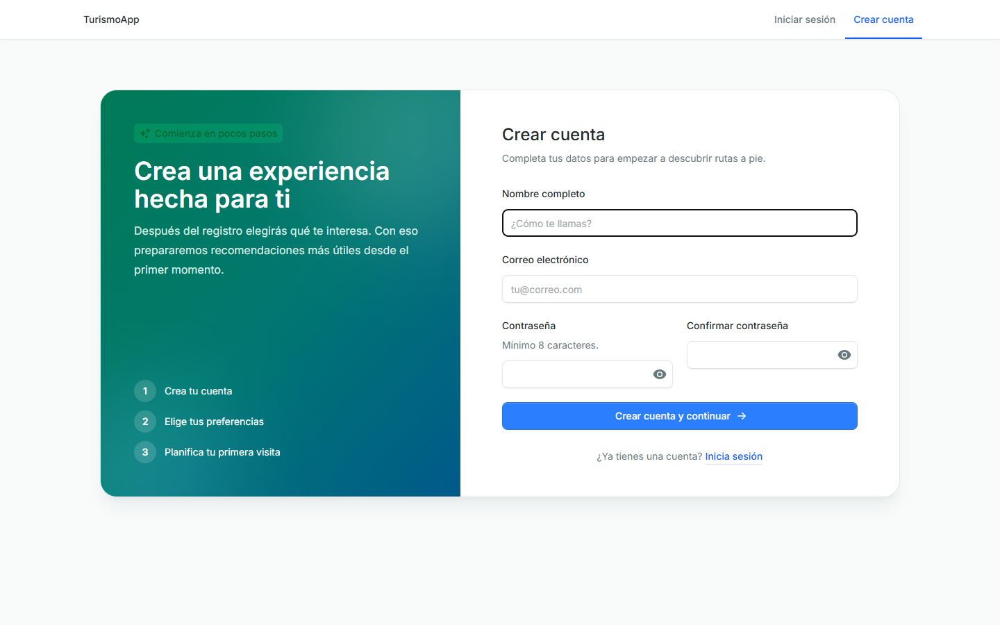 TurismoApp
Iniciar sesión
Crear cuenta
Comienza en pocos pasos
Crea una experiencia
hecha para ti
Después del registro elegirás qué te interesa. Con eso
prepararemos recomendaciones más útiles desde el
primer momento.
1 Crea tu cuenta
2 Elige tus preferencias
3 Planifica tu primera visita
Crear cuenta
Completa tus datos para empezar a descubrir rutas a pie.
Nombre completo
¿Cómo te llamas?
Correo electrónico
tu@correo.com
Contraseña
Mínimo 8 caracteres.
Confirmar contraseña
Crear cuenta y continuar
¿Ya tienes una cuenta? Inicia sesión